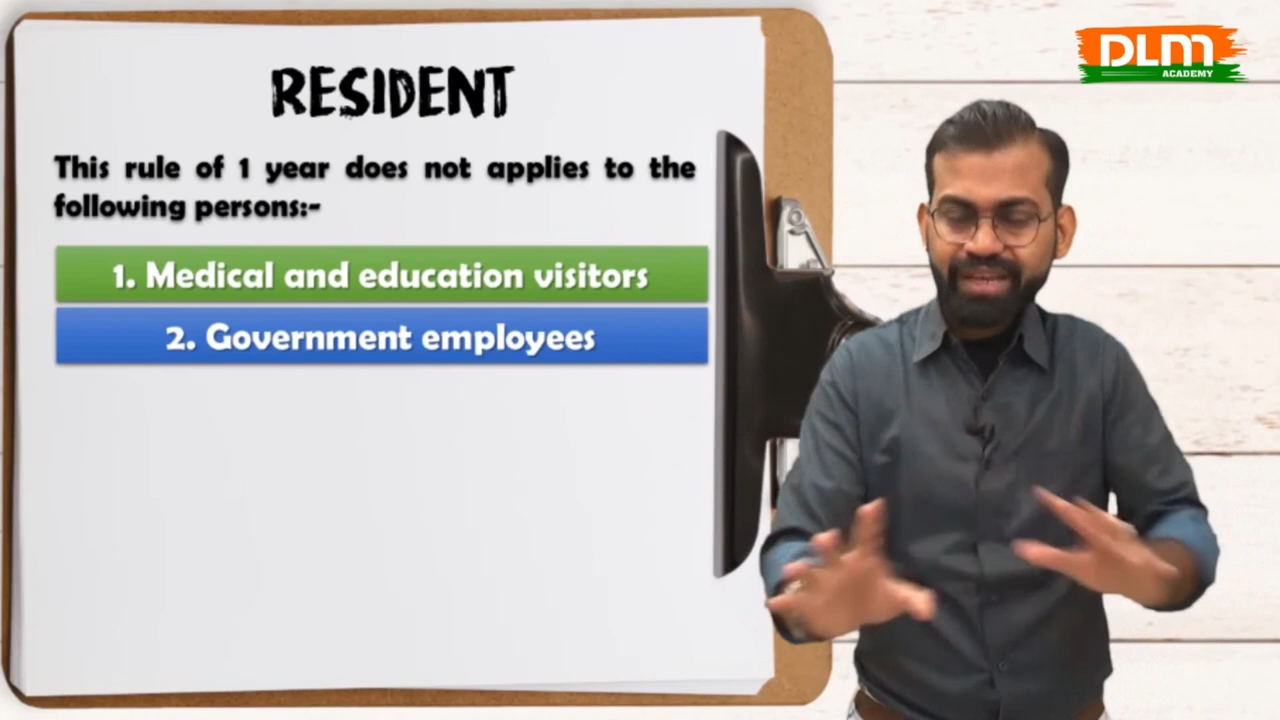 DLM
ACADEMY
RESIDENT
This rule of 1 year does not applies to the
following persons:-
1. Medical and education visitors
2. Government employees